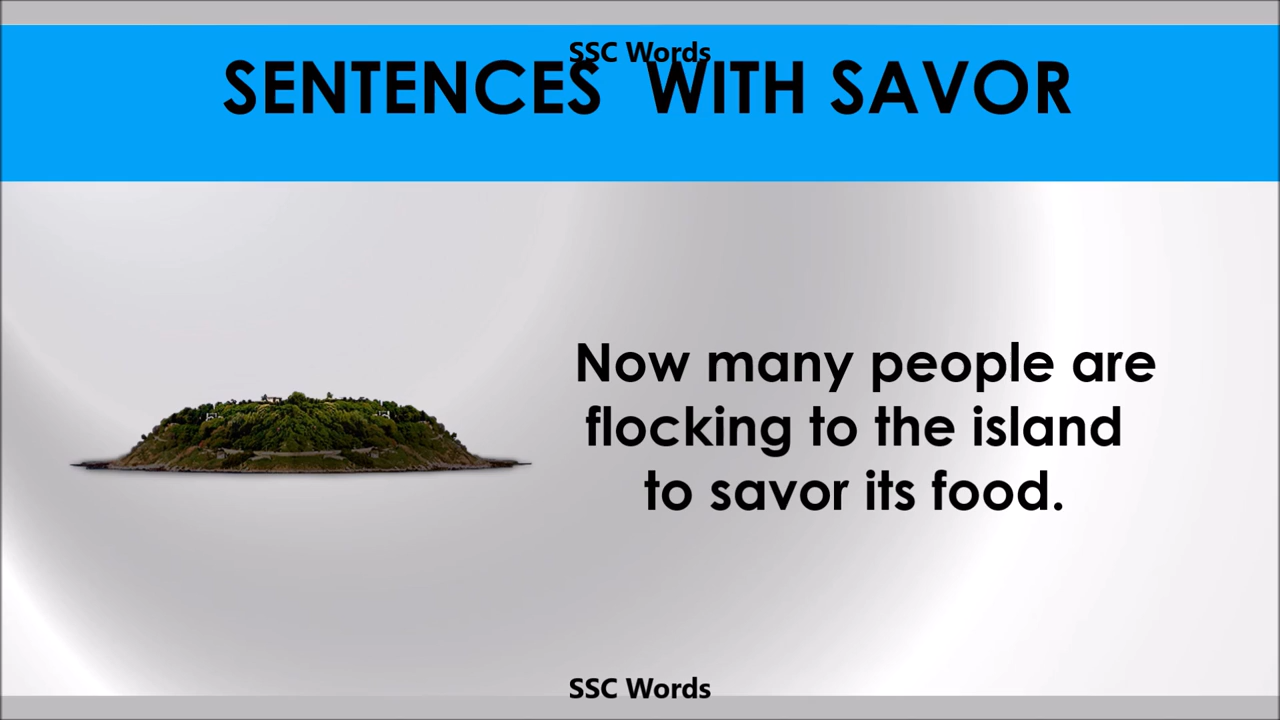 SSC Words
SENTENCES WITH SAVOR
Now many people are
flocking to the island
to savor its food.
SSC Words